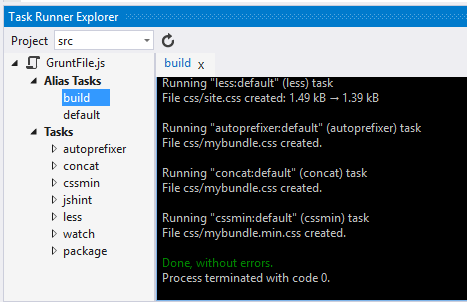 Task Runner Explorer
Project src
GruntFile.js
Alias Tasks
build
default
Tasks
autoprefixer
concat
cssmin
jshint
less
watch
package
build x
Running "less:default" (less) task
File css/site.css created: 1.49 kB → 1.39 kB
Running "autoprefixer:default" (autoprefixer) task
File css/mybundle.css created.
Running "concat:default" (concat) task
File css/mybundle.css created.
Running "cssmin:default" (cssmin) task
File css/mybundle.min.css created.
Done, without errors.
Process terminated with code 0.